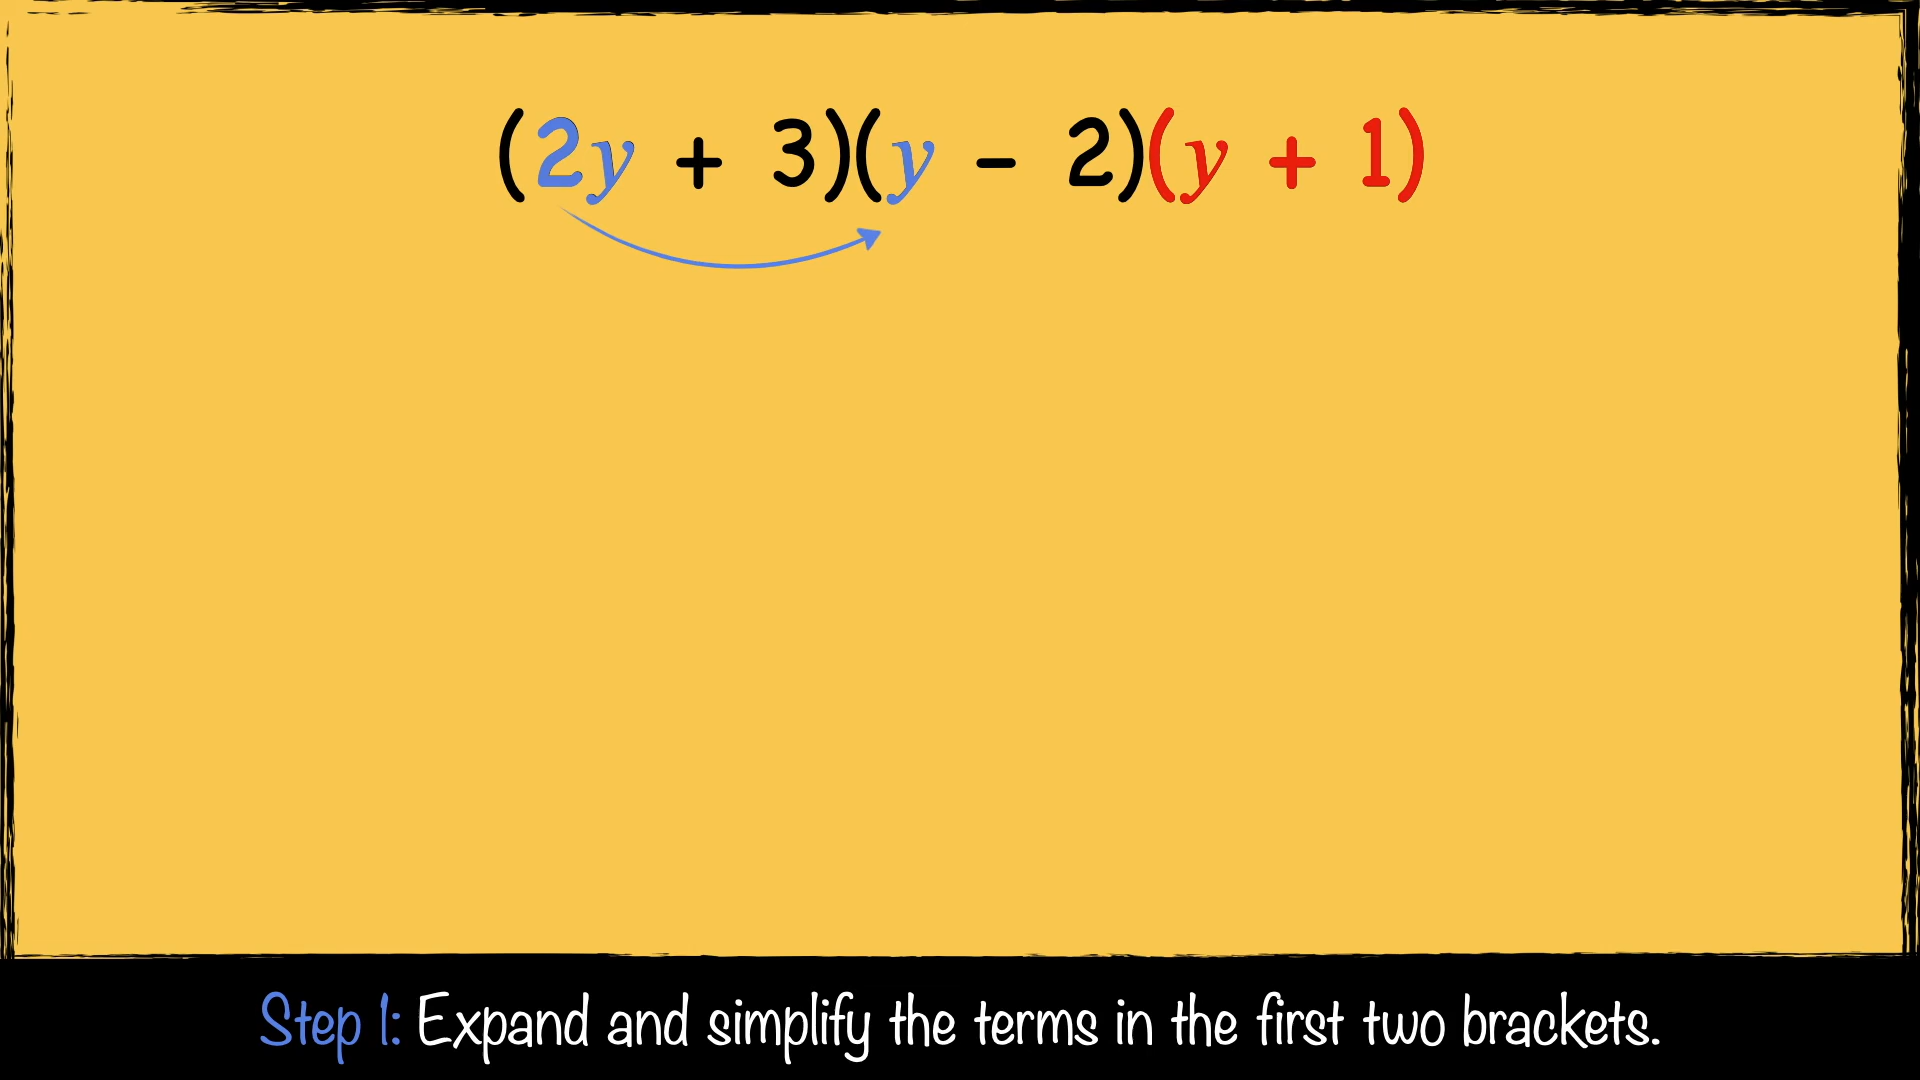 (2y + 3)(y – 2)(y + 1)
Step 1: Expand and simplify the terms in the first two brackets.